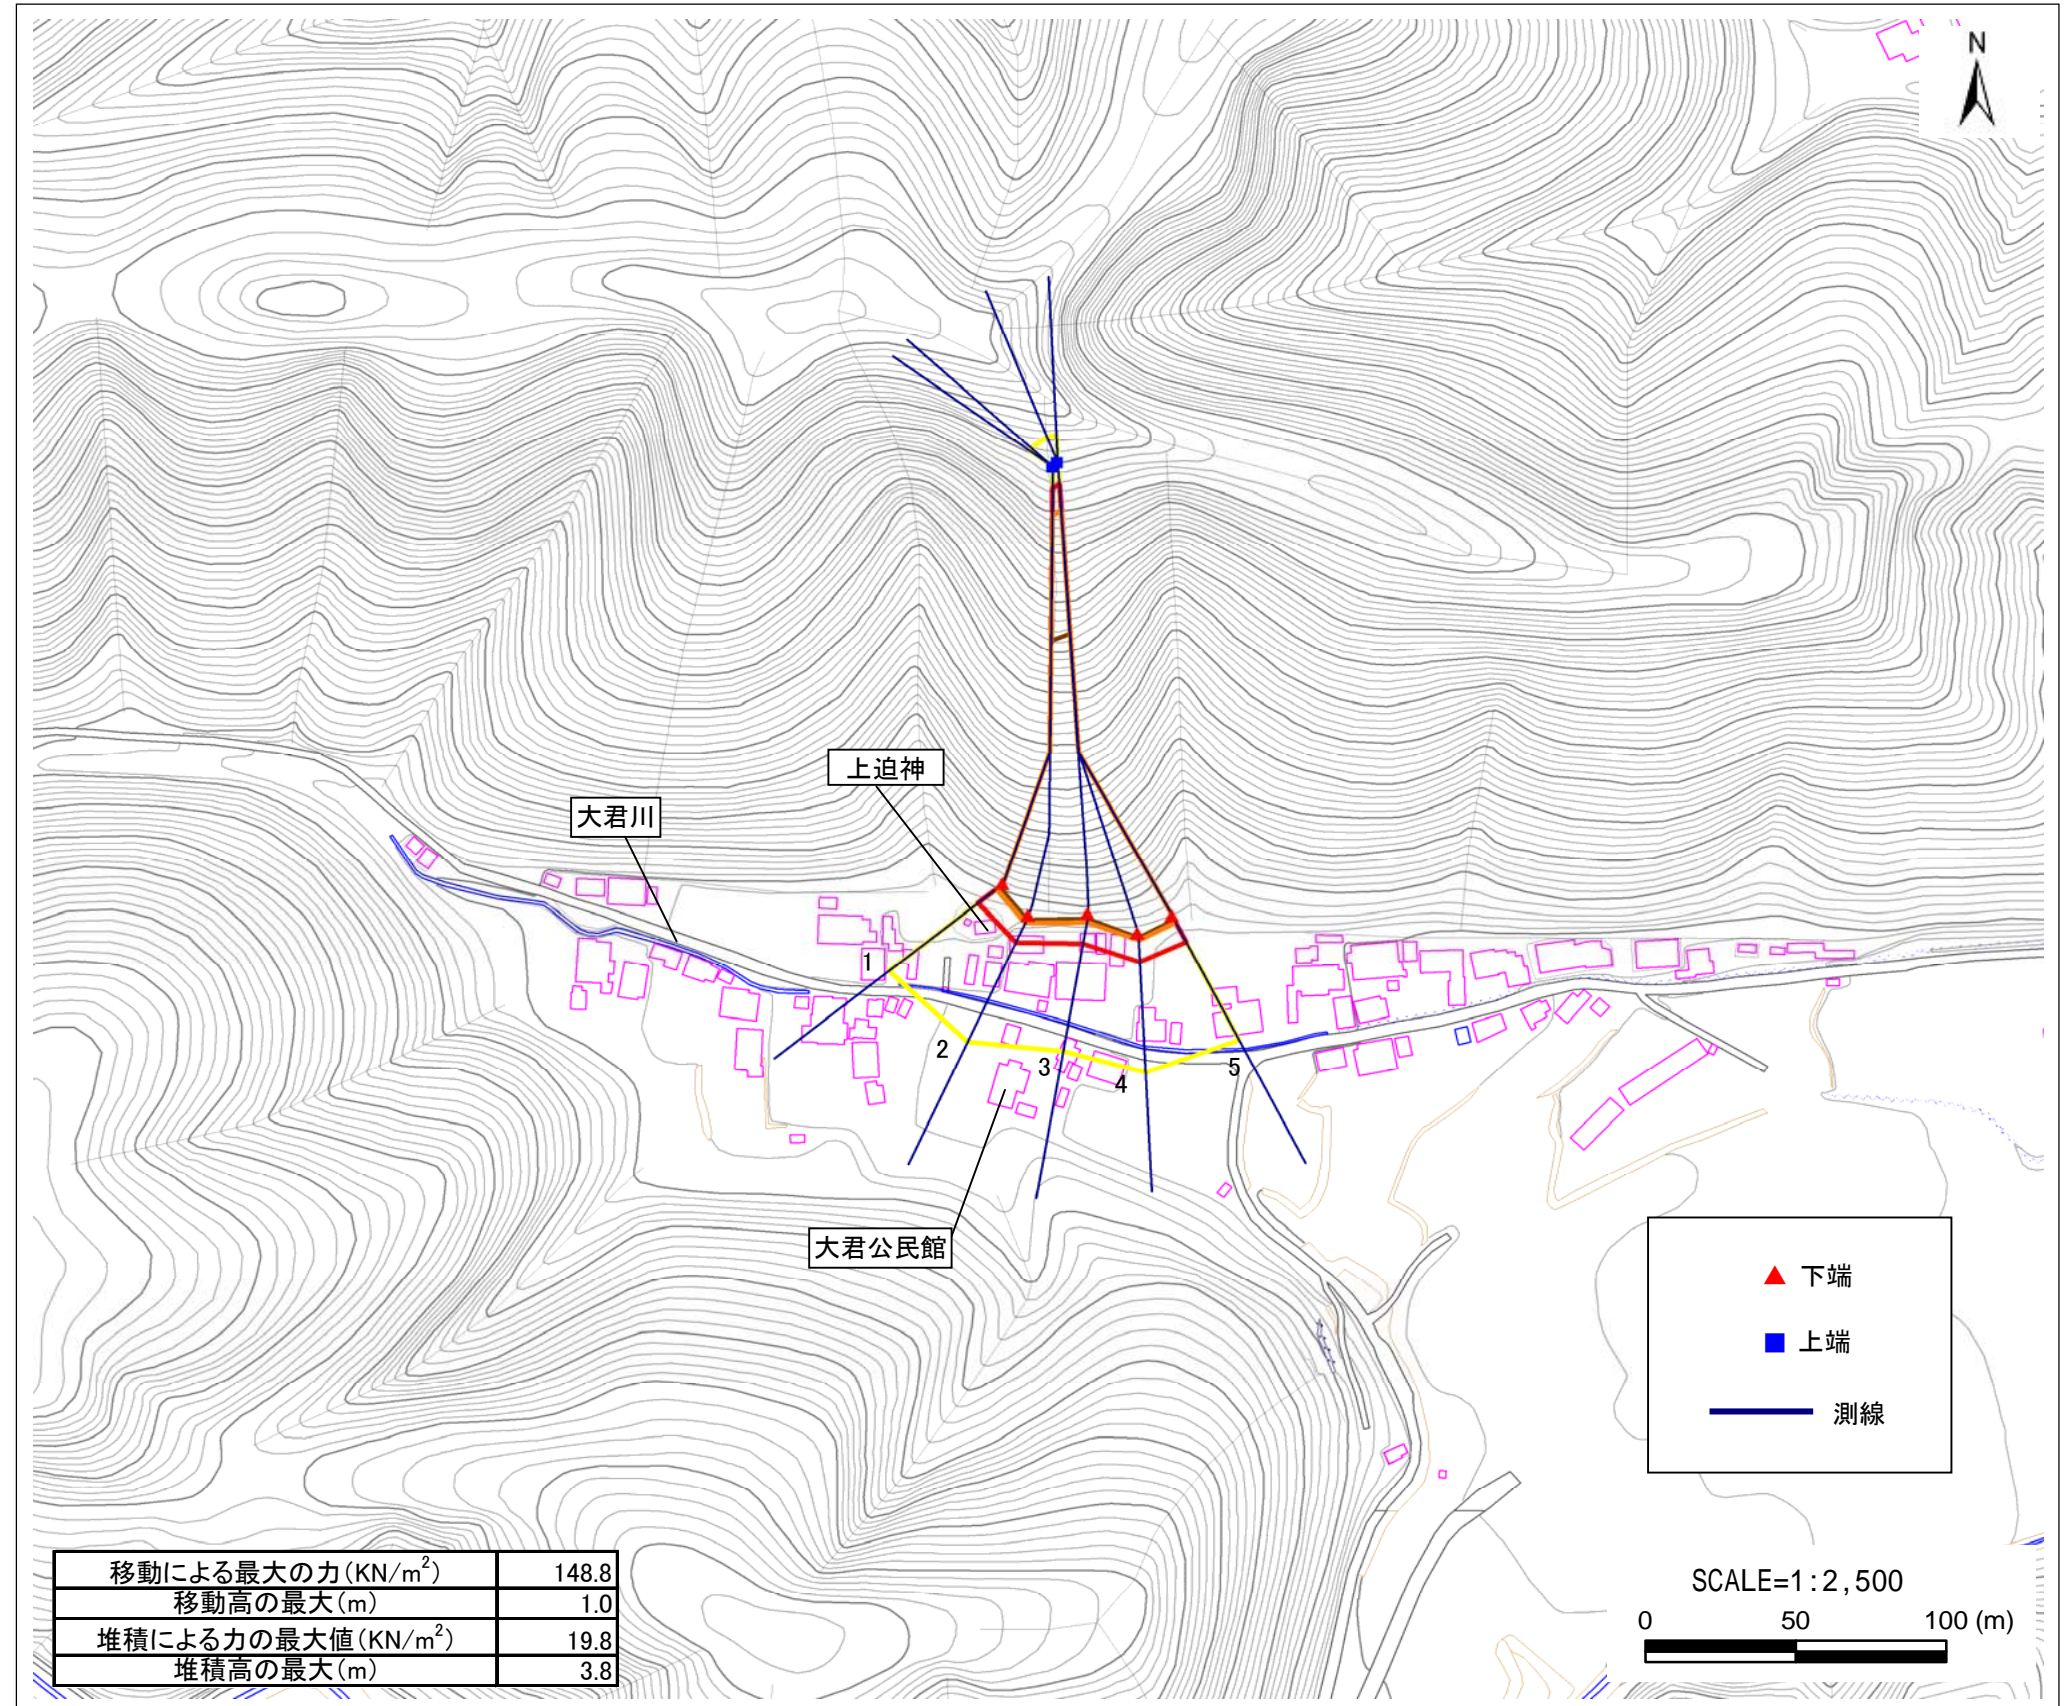 N
上迫神
大君川
1
2
3
4
5
大君公民館
下端
上端
測線
移動による最大の力(KN/m²) 148.8
移動高の最大(m) 1.0
堆積による力の最大値(KN/m²) 19.8
堆積高の最大(m) 3.8
SCALE=1:2,500
0 50 100 (m)